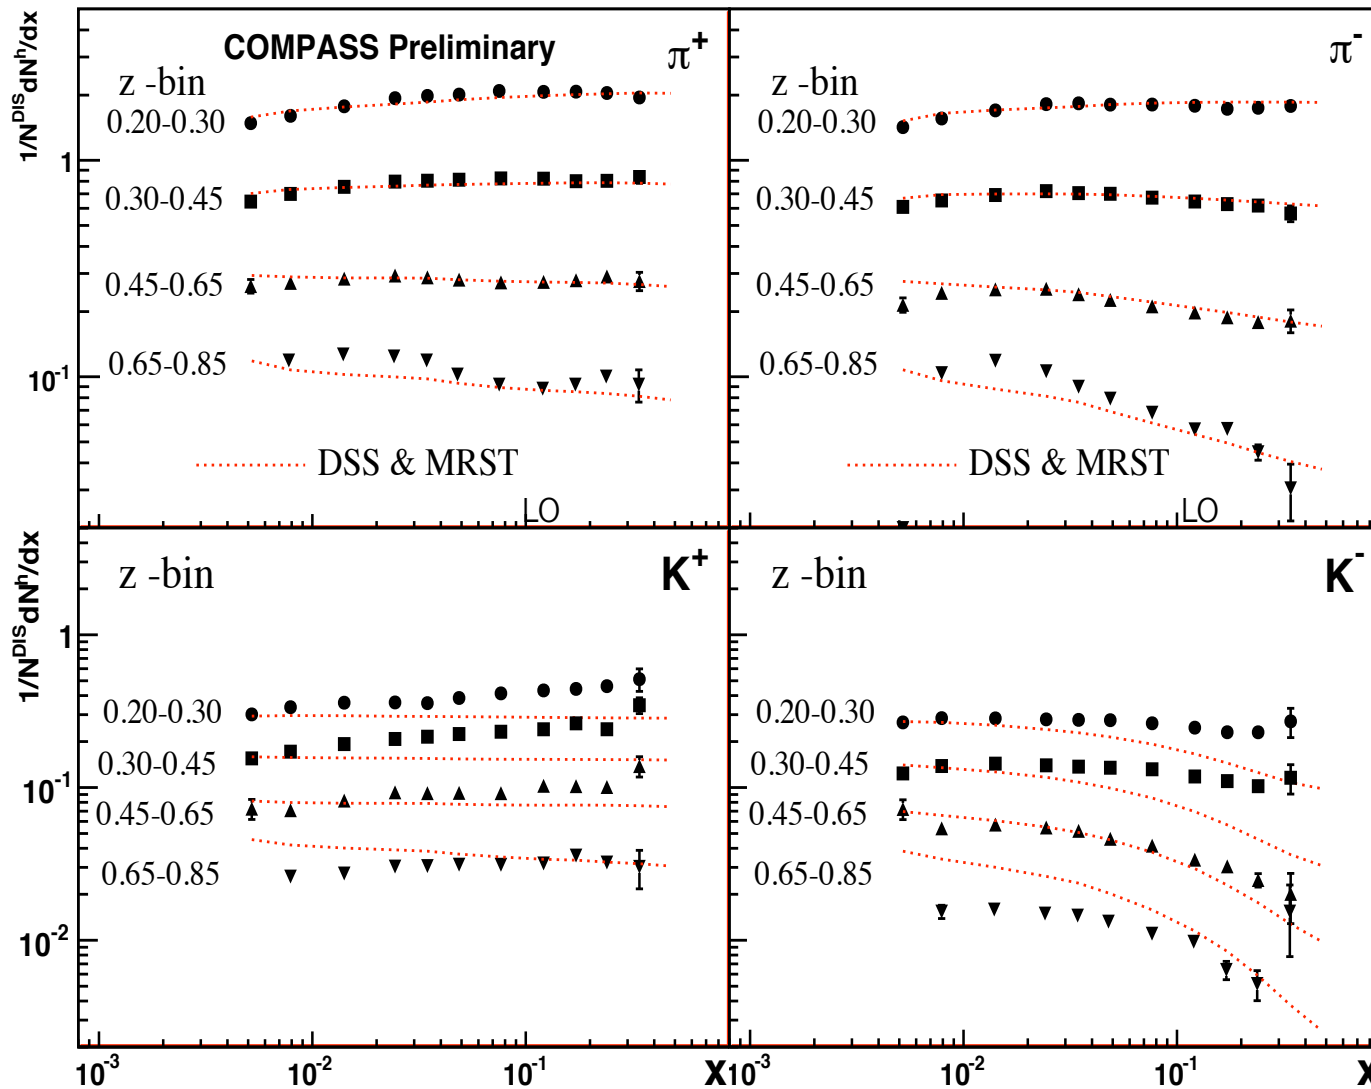 COMPASS Preliminary
1/N^DIS dN^h/dx
π⁺
z -bin
0.20-0.30
1
0.30-0.45
0.45-0.65
0.65-0.85
10⁻¹
DSS & MRST
LO
π⁻
z -bin
0.20-0.30
0.30-0.45
0.45-0.65
0.65-0.85
DSS & MRST
LO
1/N^DIS dN^h/dx
K⁺
z -bin
1
0.20-0.30
0.30-0.45
10⁻¹
0.45-0.65
0.65-0.85
10⁻²
10⁻³ 10⁻² 10⁻¹ x
K⁻
z -bin
0.20-0.30
0.30-0.45
0.45-0.65
0.65-0.85
10⁻³ 10⁻² 10⁻¹ x